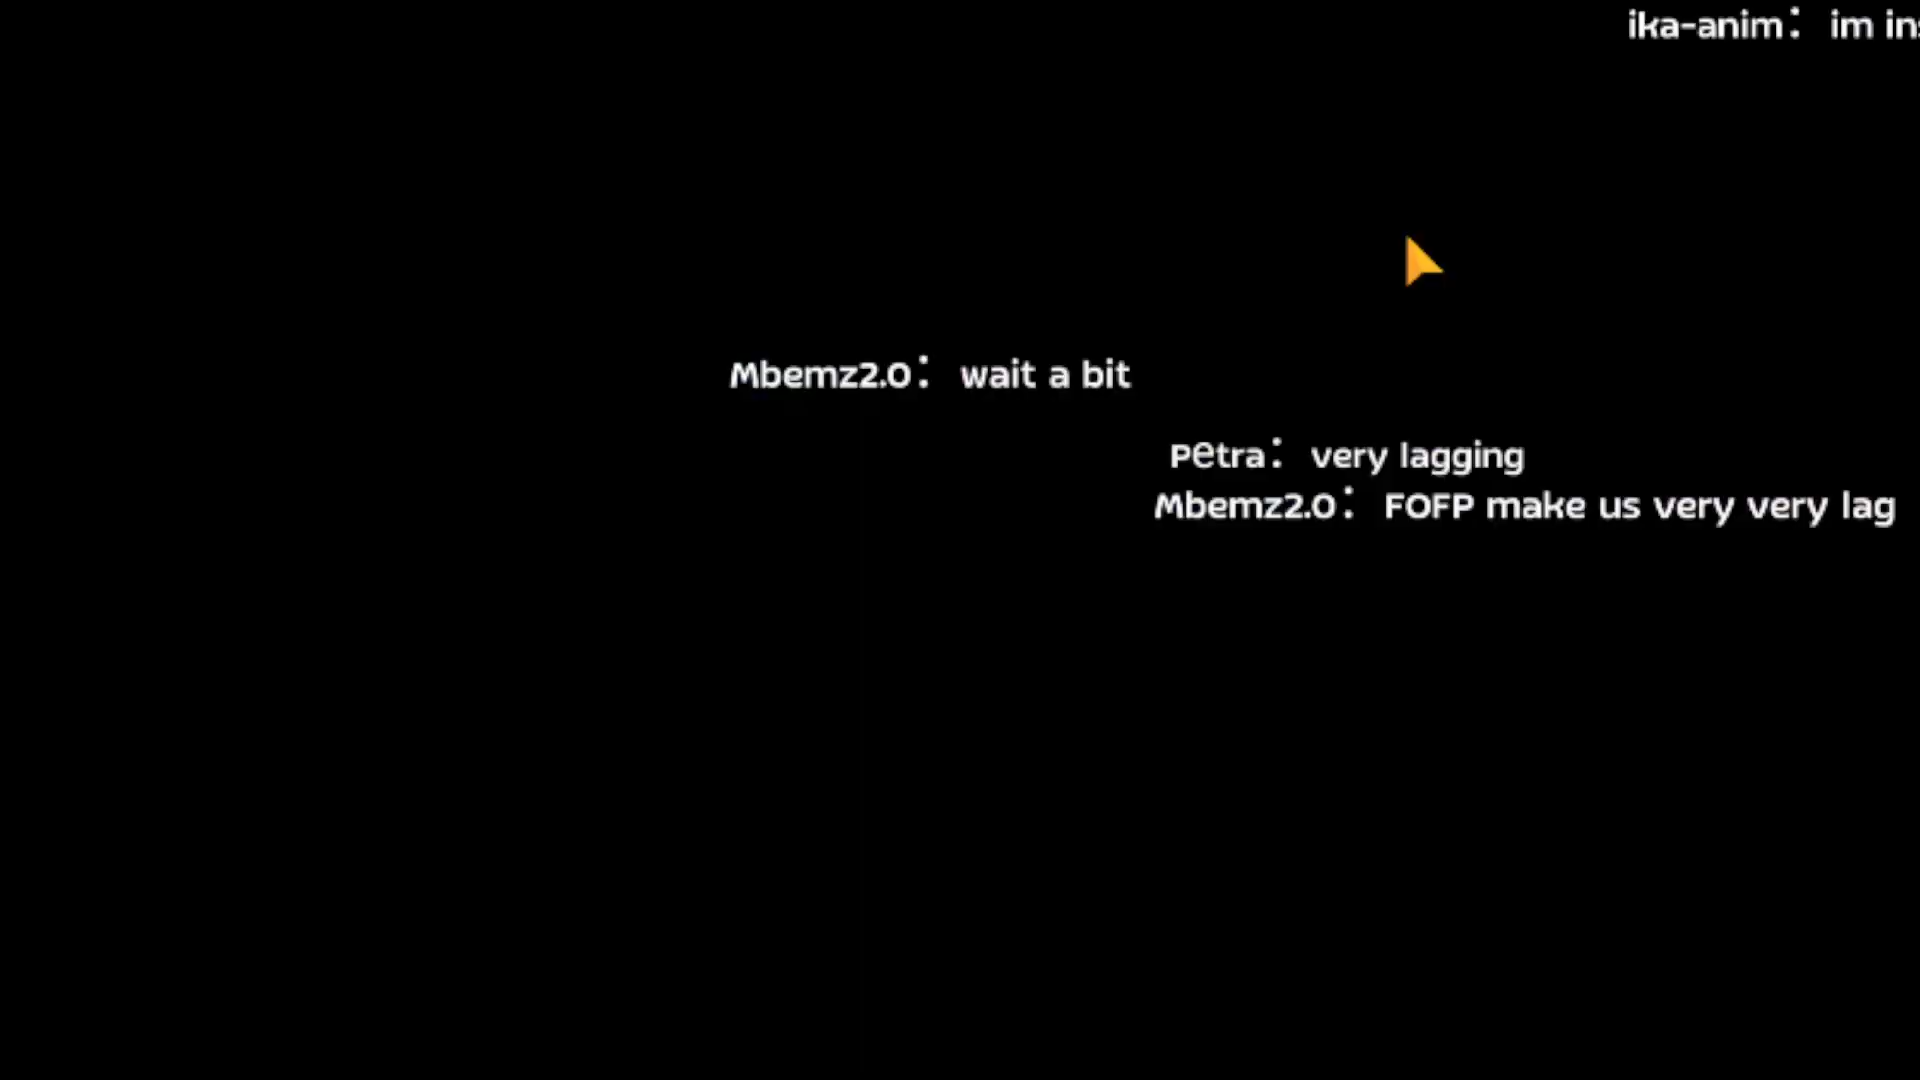 ika-anim： im
Mbemz2.0： wait a bit
Petra： very lagging
Mbemz2.0： FOFP make us very very lag